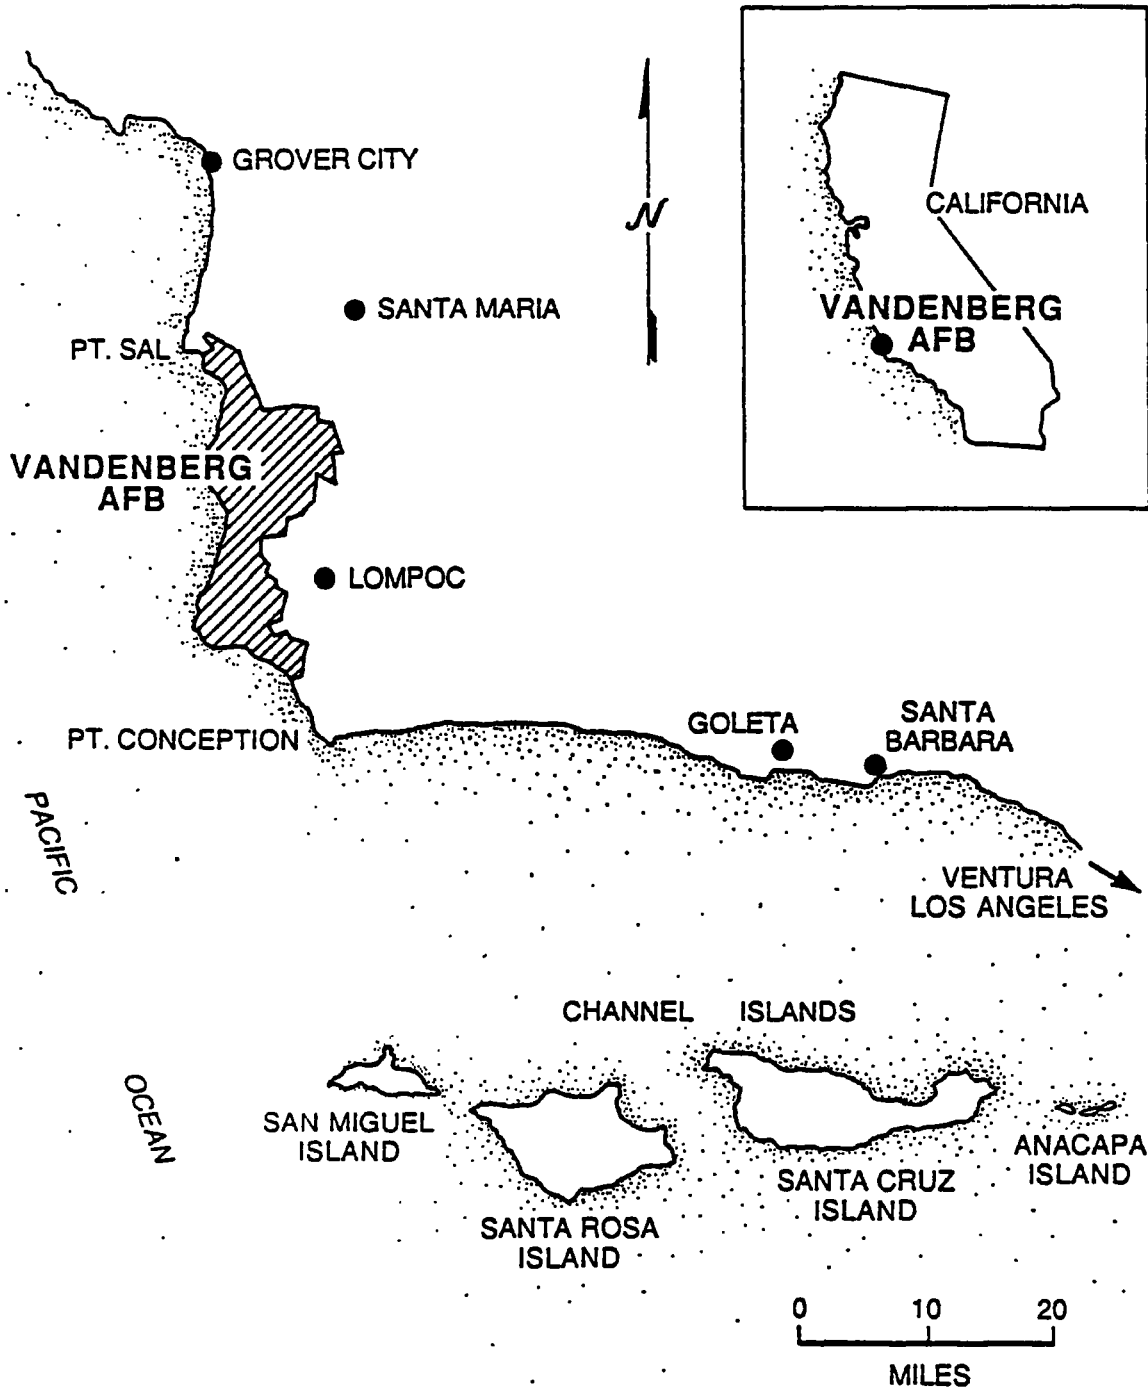 GROVER CITY
N
CALIFORNIA
SANTA MARIA
VANDENBERG
AFB
PT. SAL
VANDENBERG
AFB
LOMPOC
PT. CONCEPTION
GOLETA
SANTA
BARBARA
PACIFIC
VENTURA
LOS ANGELES
CHANNEL ISLANDS
OCEAN
SAN MIGUEL
ISLAND
SANTA ROSA
ISLAND
SANTA CRUZ
ISLAND
ANACAPA
ISLAND
0 10 20
MILES